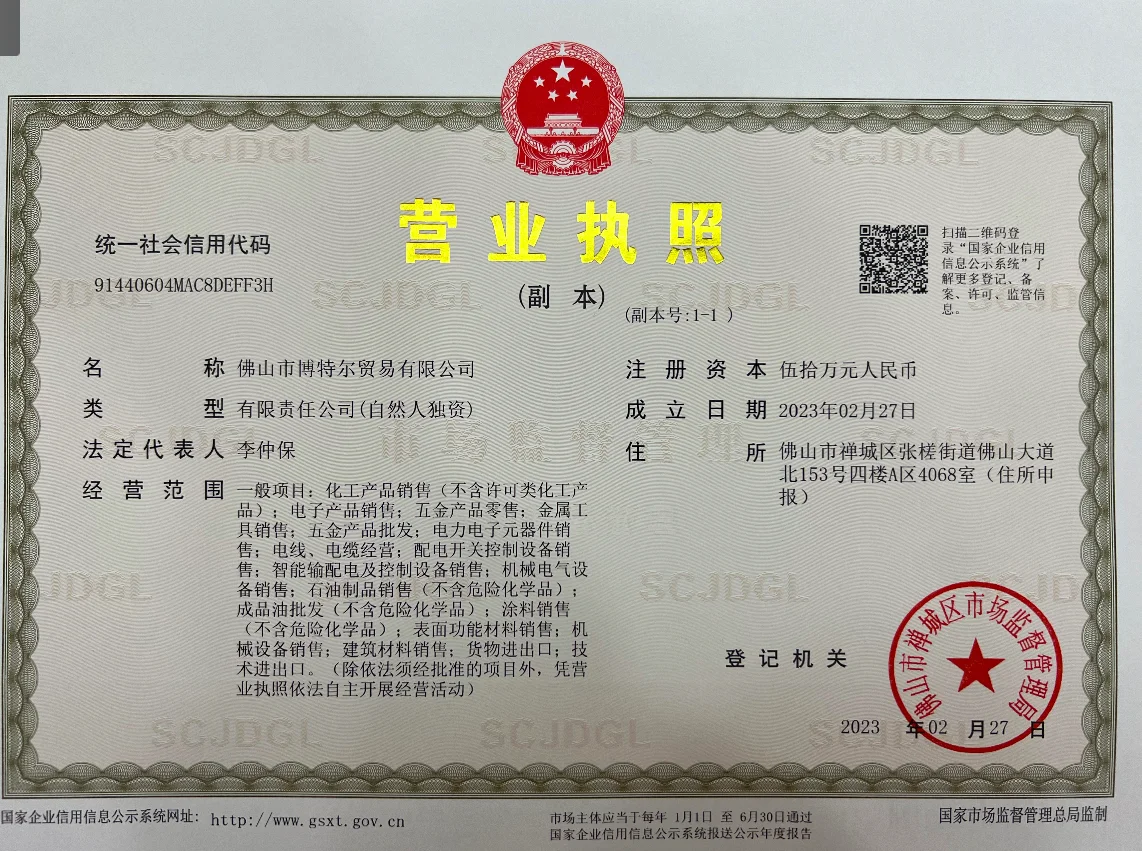 营业执照
(副 本)
(副本号:1-1 )
统一社会信用代码
91440604MAC8DEFF3H
扫描二维码登
录“国家企业信用
信息公示系统”了
解更多登记、备
案、许可、监管信
息。
名 称 佛山市博特尔贸易有限公司
类 型 有限责任公司(自然人独资)
法定代表人 李仲保
经营范围 一般项目：化工产品销售（不含许可类化工产
品）；电子产品销售；五金产品零售；金属工
具销售；五金产品批发；电力电子元器件销
售；电线、电缆经营；配电开关控制设备销
售；智能输配电及控制设备销售；机械电气设
备销售；石油制品销售（不含危险化学品）；
成品油批发（不含危险化学品）；涂料销售
（不含危险化学品）；表面功能材料销售；机
械设备销售；建筑材料销售；货物进出口；技
术进出口。（除依法须经批准的项目外，凭营
业执照依法自主开展经营活动）
注册资本 伍拾万元人民币
成立日期 2023年02月27日
住 所 佛山市禅城区张槎街道佛山大道
北153号四楼A区4068室（住所申
报）
登记机关
佛山市禅城区市场监督管理局
2023 年02 月27 日
国家企业信用信息公示系统网址：http://www.gsxt.gov.cn
市场主体应当于每年 1月1日 至 6月30日通过
国家企业信用信息公示系统报送公示年度报告
国家市场监督管理总局监制
SCJDGL
市场监督管理